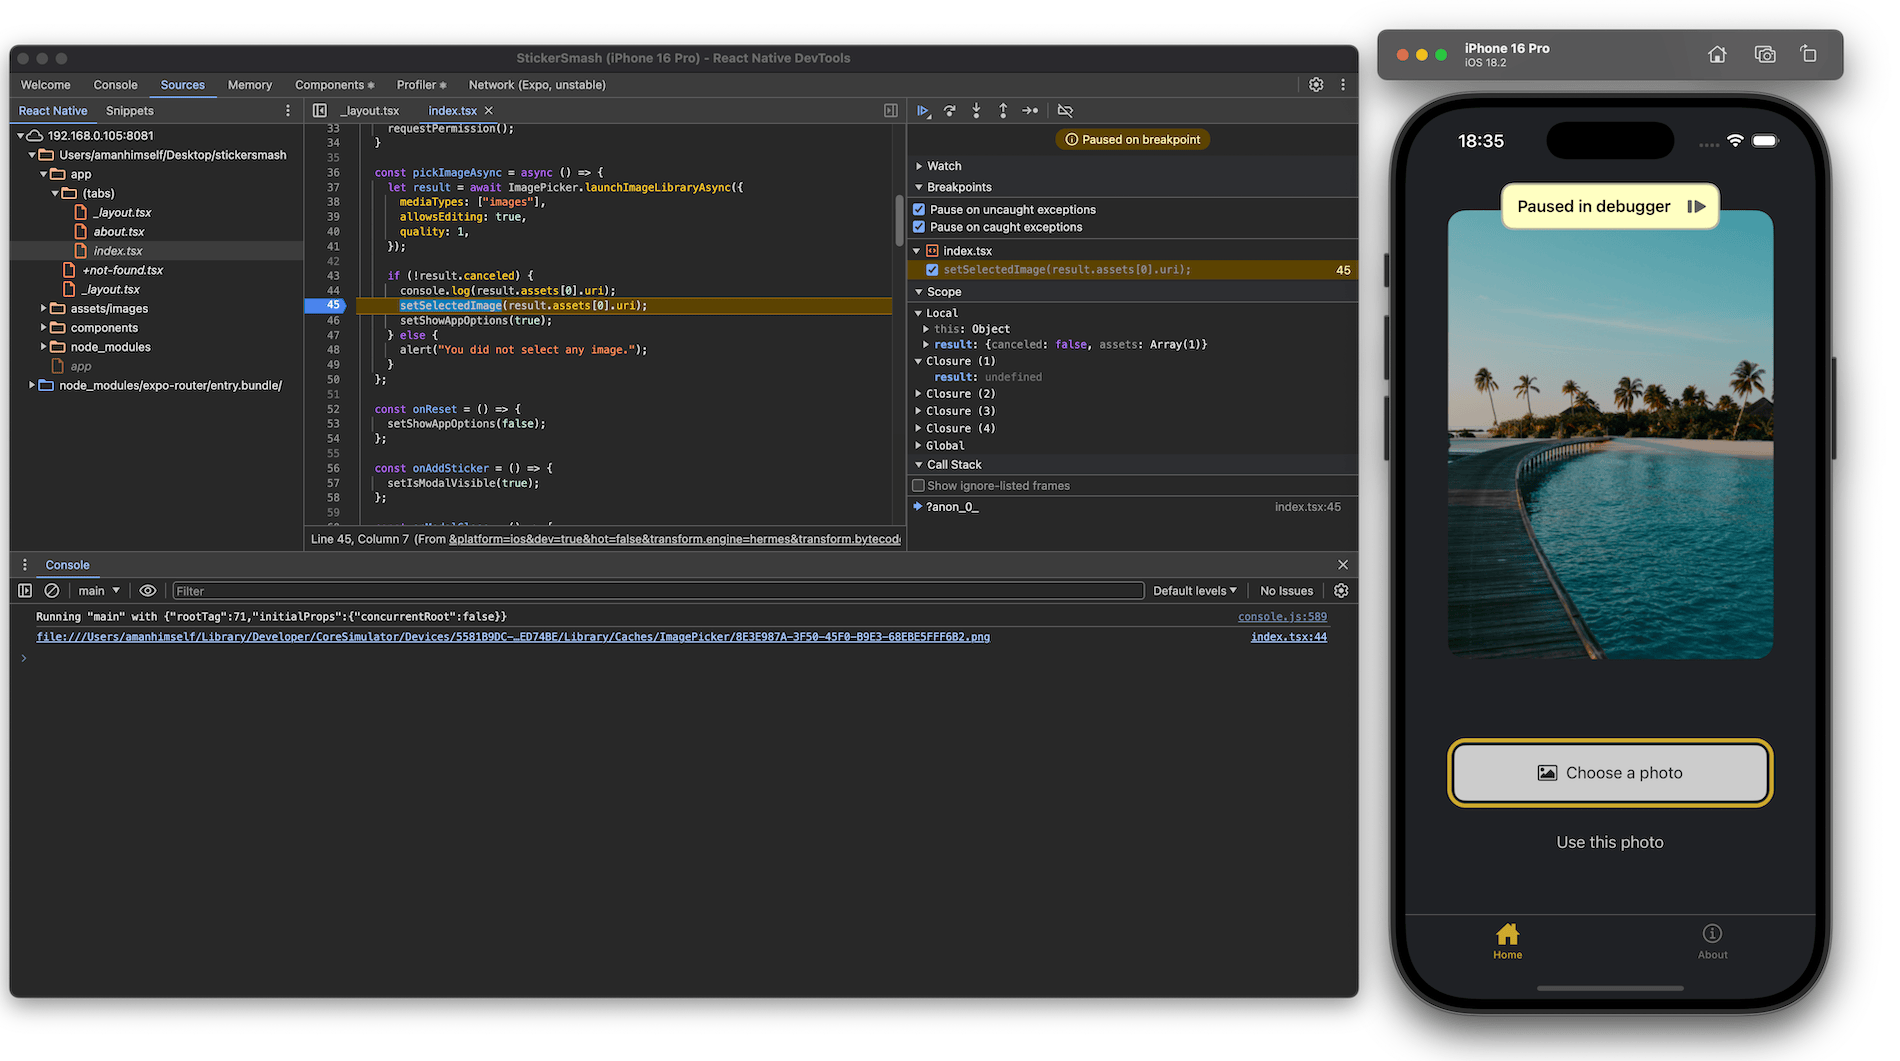 StickerSmash (iPhone 16 Pro) - React Native DevTools
Welcome Console Sources Memory Components Profiler Network (Expo, unstable)
React Native Snippets
192.168.0.105:8081
Users/amanhimself/Desktop/stickersmash
app
(tabs)
_layout.tsx
about.tsx
index.tsx
+not-found.tsx
_layout.tsx
assets/images
components
node_modules
app
node_modules/expo-router/entry.bundle/
_layout.tsx index.tsx
33 requestPermission();
34 }
35
36 const pickImageAsync = async () => {
37 let result = await ImagePicker.launchImageLibraryAsync({
38 mediaTypes: ["images"],
39 allowsEditing: true,
40 quality: 1,
41 });
42
43 if (!result.canceled) {
44 console.log(result.assets[0].uri);
45 setSelectedImage(result.assets[0].uri);
46 setShowAppOptions(true);
47 } else {
48 alert("You did not select any image.");
49 }
50 };
51
52 const onReset = () => {
53 setShowAppOptions(false);
54 };
55
56 const onAddSticker = () => {
57 setIsModalVisible(true);
58 };
59
Line 45, Column 7 (From &platform=ios&dev=true&hot=false&transform.engine=hermes&transform.bytecode
Paused on breakpoint
Watch
Breakpoints
Pause on uncaught exceptions
Pause on caught exceptions
index.tsx
setSelectedImage(result.assets[0].uri); 45
Scope
Local
this: Object
result: {canceled: false, assets: Array(1)}
Closure (1)
result: undefined
Closure (2)
Closure (3)
Closure (4)
Global
Call Stack
Show ignore-listed frames
?anon_0_ index.tsx:45
Console
main Filter Default levels No Issues
Running "main" with {"rootTag":71,"initialProps":{"concurrentRoot":false}} console.js:589
file:///Users/amanhimself/Library/Developer/CoreSimulator/Devices/5581B9DC-…ED74BE/Library/Caches/ImagePicker/8E3E987A-3F50-45F0-B9E3-68EBE5FFF6B2.png index.tsx:44
iPhone 16 Pro
iOS 18.2
18:35
Paused in debugger
Choose a photo
Use this photo
Home About